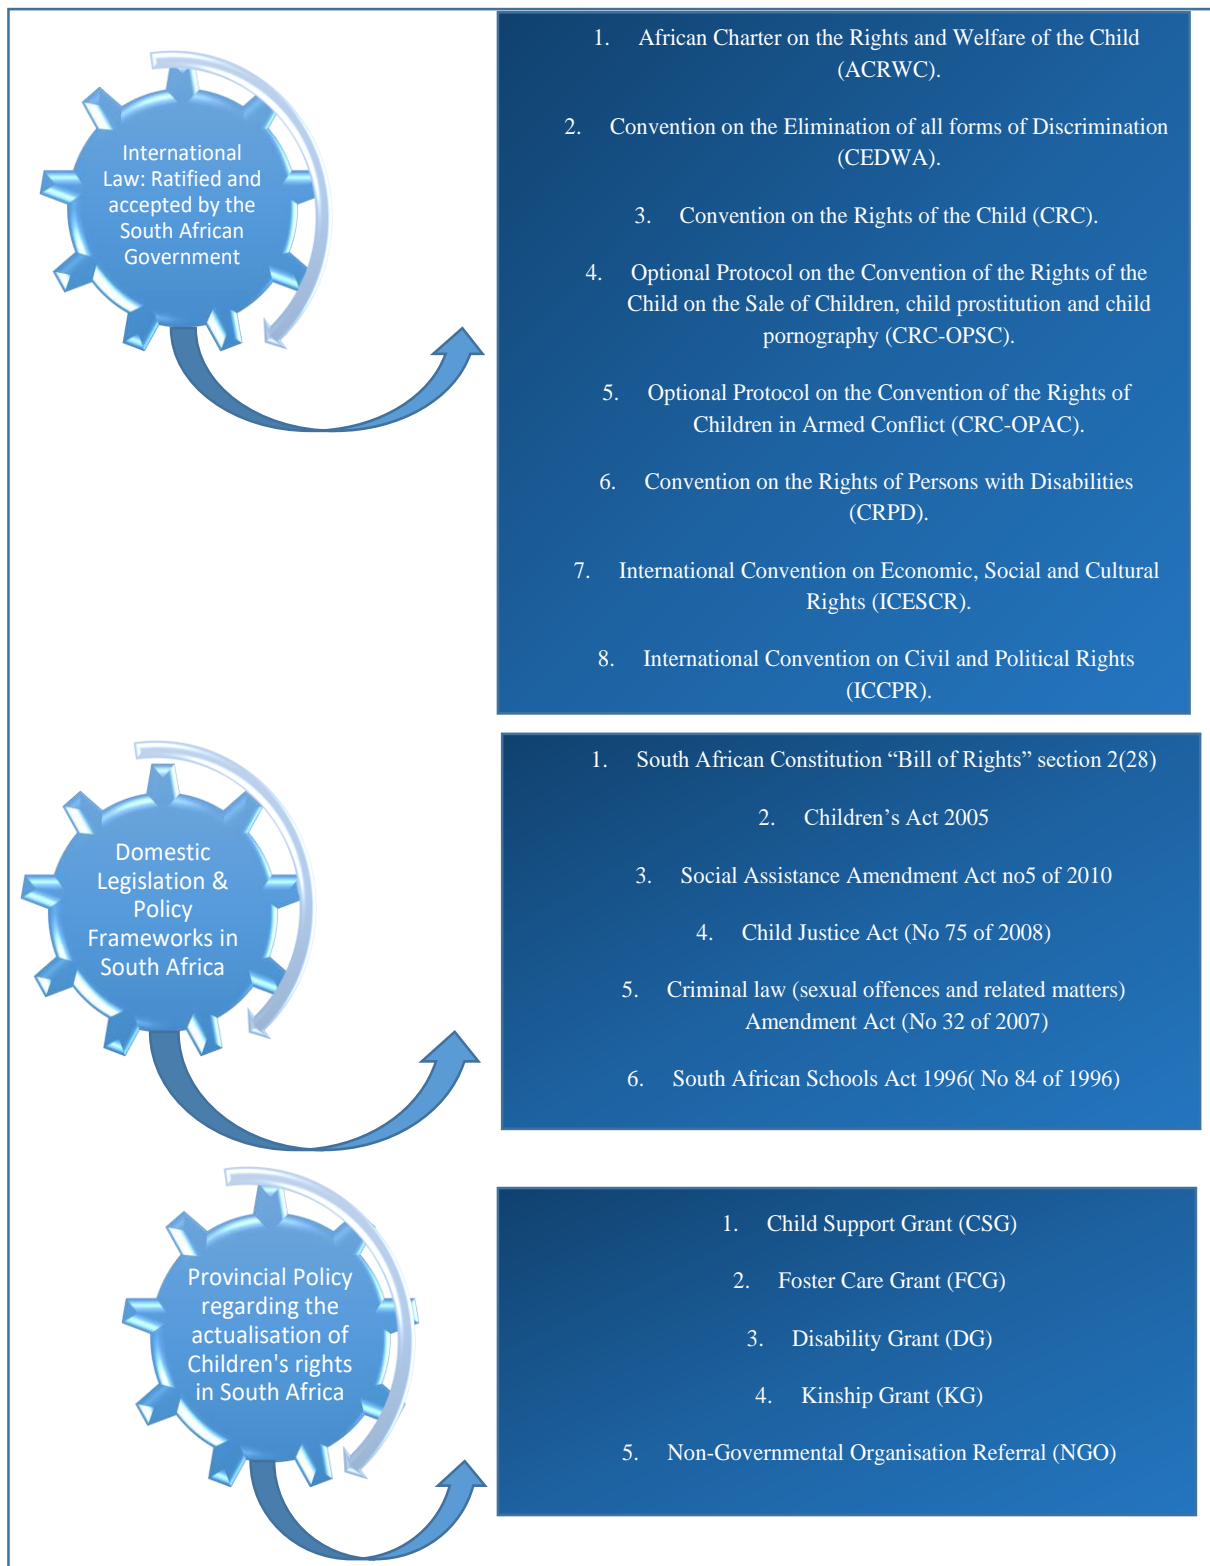 International
Law: Ratified and
accepted by the
South African
Government
1. African Charter on the Rights and Welfare of the Child
(ACRWC).
2. Convention on the Elimination of all forms of Discrimination
(CEDWA).
3. Convention on the Rights of the Child (CRC).
4. Optional Protocol on the Convention of the Rights of the
Child on the Sale of Children, child prostitution and child
pornography (CRC-OPSC).
5. Optional Protocol on the Convention of the Rights of
Children in Armed Conflict (CRC-OPAC).
6. Convention on the Rights of Persons with Disabilities
(CRPD).
7. International Convention on Economic, Social and Cultural
Rights (ICESCR).
8. International Convention on Civil and Political Rights
(ICCPR).
Domestic
Legislation &
Policy
Frameworks in
South Africa
1. South African Constitution “Bill of Rights” section 2(28)
2. Children’s Act 2005
3. Social Assistance Amendment Act no5 of 2010
4. Child Justice Act (No 75 of 2008)
5. Criminal law (sexual offences and related matters)
Amendment Act (No 32 of 2007)
6. South African Schools Act 1996( No 84 of 1996)
Provincial Policy
regarding the
actualisation of
Children's rights
in South Africa
1. Child Support Grant (CSG)
2. Foster Care Grant (FCG)
3. Disability Grant (DG)
4. Kinship Grant (KG)
5. Non-Governmental Organisation Referral (NGO)